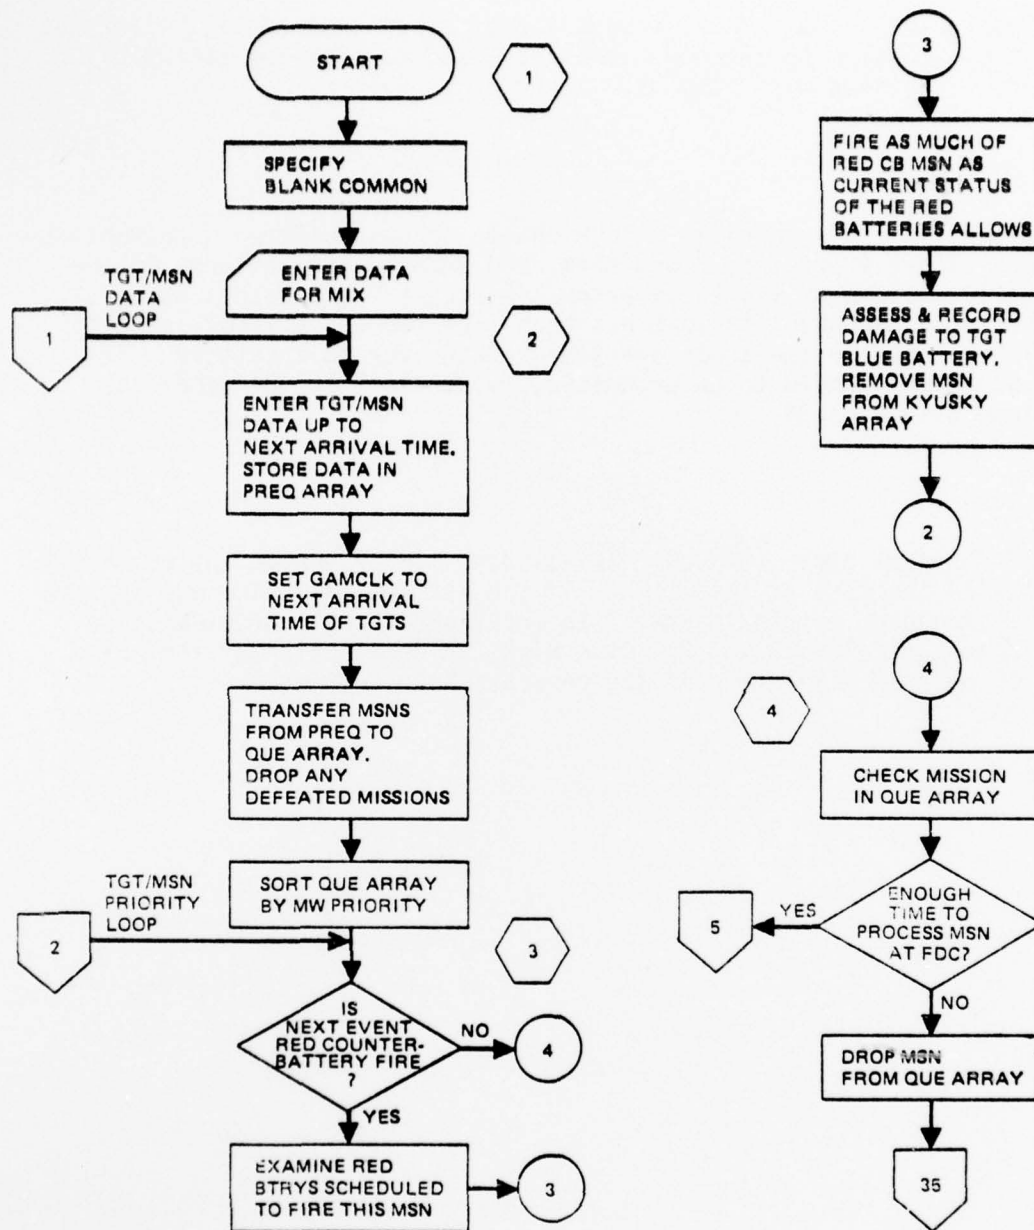 START
1
SPECIFY
BLANK COMMON
ENTER DATA
FOR MIX
TGT/MSN
DATA
LOOP
1
2
ENTER TGT/MSN
DATA UP TO
NEXT ARRIVAL TIME.
STORE DATA IN
PREQ ARRAY
SET GAMCLK TO
NEXT ARRIVAL
TIME OF TGTS
TRANSFER MSNS
FROM PREQ TO
QUE ARRAY.
DROP ANY
DEFEATED MISSIONS
SORT QUE ARRAY
BY MW PRIORITY
TGT/MSN
PRIORITY
LOOP
2
3
IS
NEXT EVENT
RED COUNTER-
BATTERY FIRE
?
NO
4
YES
EXAMINE RED
BTRYS SCHEDULED
TO FIRE THIS MSN
3
3
FIRE AS MUCH OF
RED CB MSN AS
CURRENT STATUS
OF THE RED
BATTERIES ALLOWS
ASSESS & RECORD
DAMAGE TO TGT
BLUE BATTERY.
REMOVE MSN
FROM KYUSKY
ARRAY
2
4
4
CHECK MISSION
IN QUE ARRAY
ENOUGH
TIME TO
PROCESS MSN
AT FDC?
YES
5
NO
DROP MSN
FROM QUE ARRAY
35